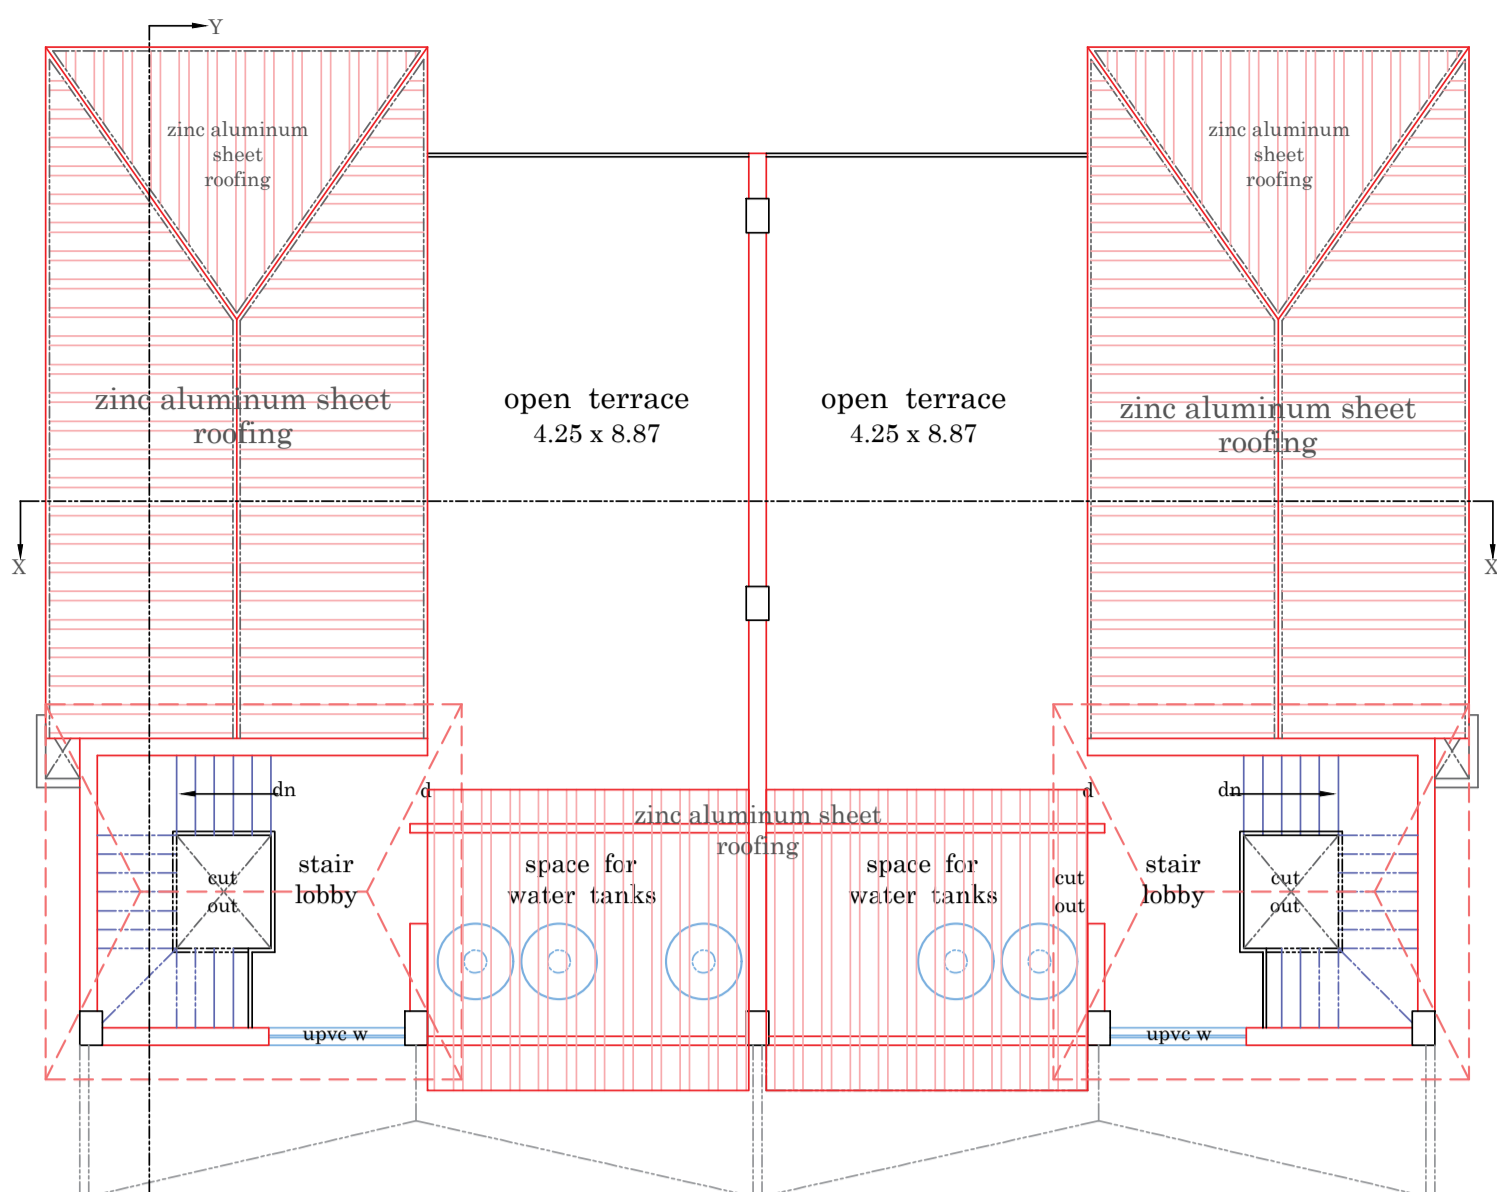 Y
zinc aluminum
sheet
roofing
zinc aluminum
sheet
roofing
zinc aluminum sheet
roofing
open terrace
4.25 x 8.87
open terrace
4.25 x 8.87
zinc aluminum sheet
roofing
X
X
dn
d
zinc aluminum sheet
roofing
d
dn
cut
out
stair
lobby
space for
water tanks
space for
water tanks
cut
out
stair
lobby
cut
out
upvc w
upvc w